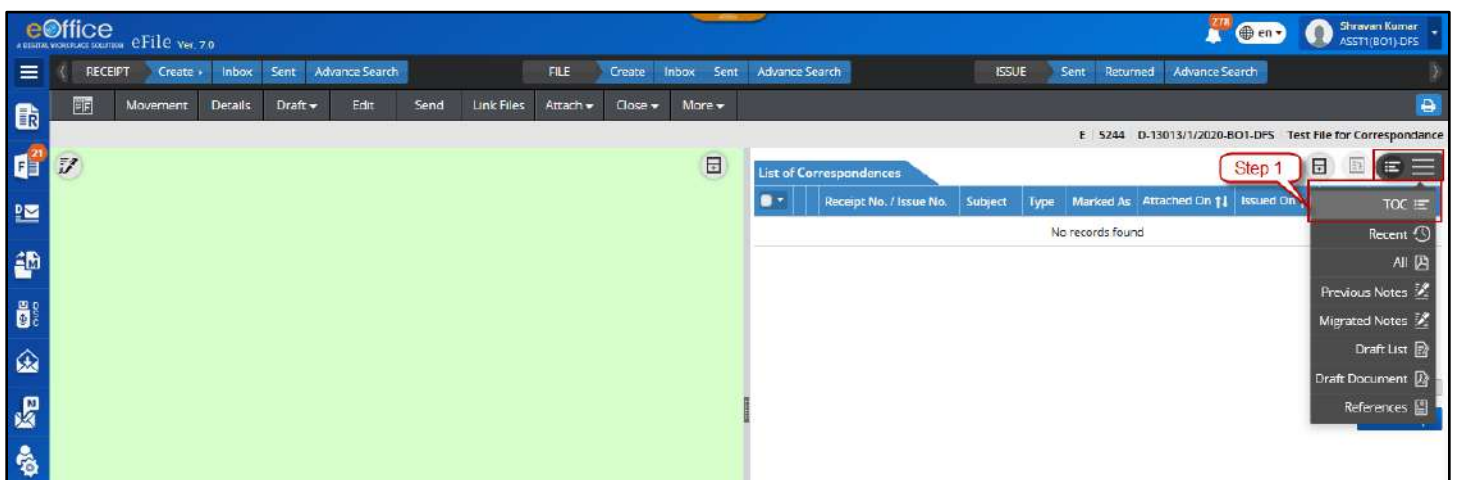 eOffice
A DIGITAL WORKPLACE SOLUTION eFile Ver. 7.0
278 en Shravan Kumar
ASST1(BO1)-DFS
RECEIPT Create Inbox Sent Advance Search FILE Create Inbox Sent Advance Search ISSUE Sent Returned Advance Search
Movement Details Draft Edit Send Link Files Attach Close More
E 5244 D-13013/1/2020-BO1-DFS Test File for Correspondance
21
List of Correspondences
Step 1
Receipt No. / Issue No. Subject Type Marked As Attached On Issued On
No records found
TOC
Recent
All
Previous Notes
Migrated Notes
Draft List
Draft Document
References